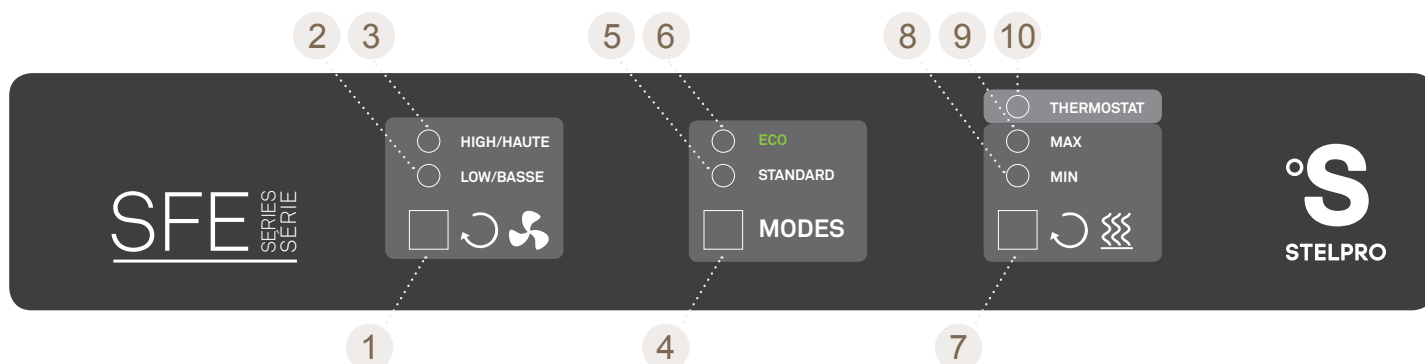 2 3 5 6 8 9 10
THERMOSTAT
HIGH/HAUTE
ECO
MAX
LOW/BASSE
STANDARD
MIN
SFE
SERIES
SÉRIE
MODES
°S
STELPRO
1 4 7